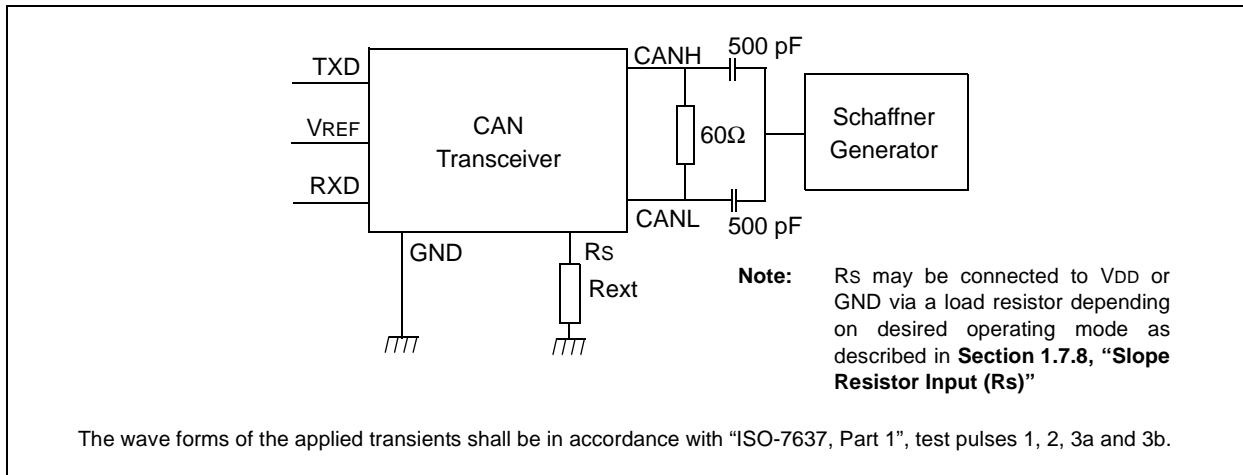 CANH
500 pF
TXD
VREF
RXD
CAN
Transceiver
60Ω
Schaffner
Generator
CANL
500 pF
GND
RS
Rext
Note: RS may be connected to VDD or
GND via a load resistor depending
on desired operating mode as
described in Section 1.7.8, “Slope
Resistor Input (Rs)”
The wave forms of the applied transients shall be in accordance with “ISO-7637, Part 1”, test pulses 1, 2, 3a and 3b.